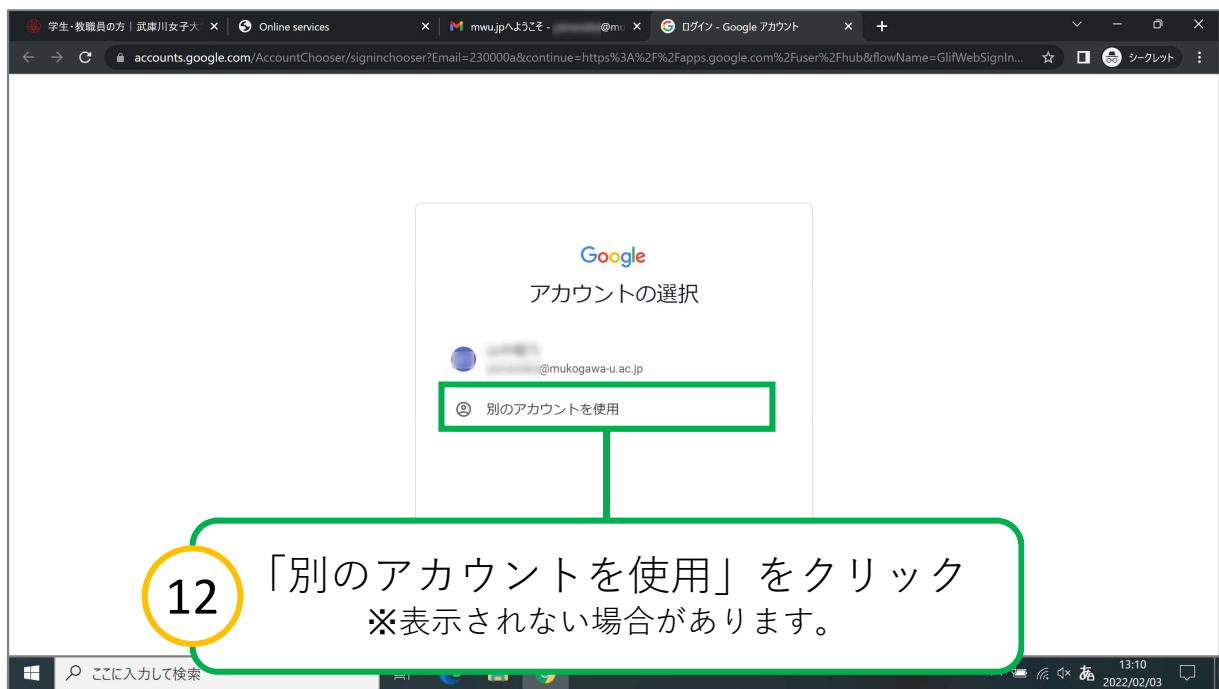 学生・教職員の方｜武庫川女子大
Online services
mwu.jpへようこそ - @mu
ログイン - Google アカウント
accounts.google.com/AccountChooser/signinchooser?Email=230000a&continue=https%3A%2F%2Fapps.google.com%2Fuser%2Fhub&flowName=GlifWebSignIn...
シークレット
Google
アカウントの選択
@mukogawa-u.ac.jp
別のアカウントを使用
12
「別のアカウントを使用」をクリック
※表示されない場合があります。
ここに入力して検索
あ
13:10
2022/02/03